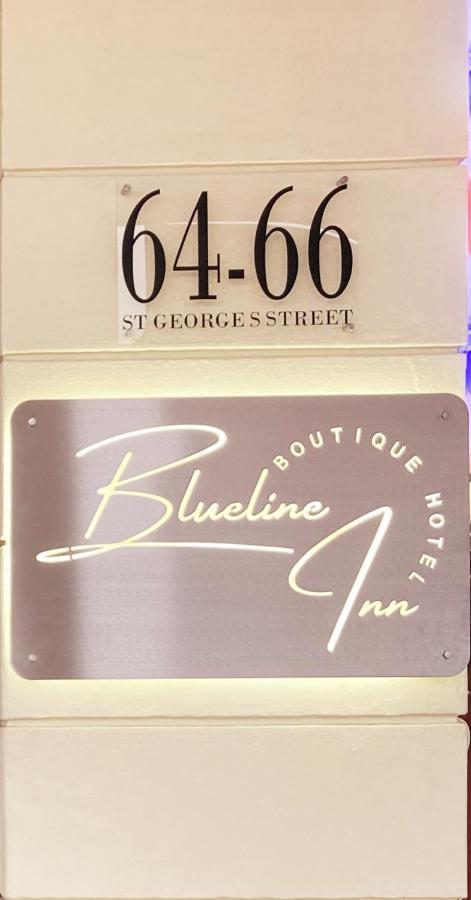 64-66
ST GEORGES STREET
Blueline
BOUTIQUE HOTEL
Inn